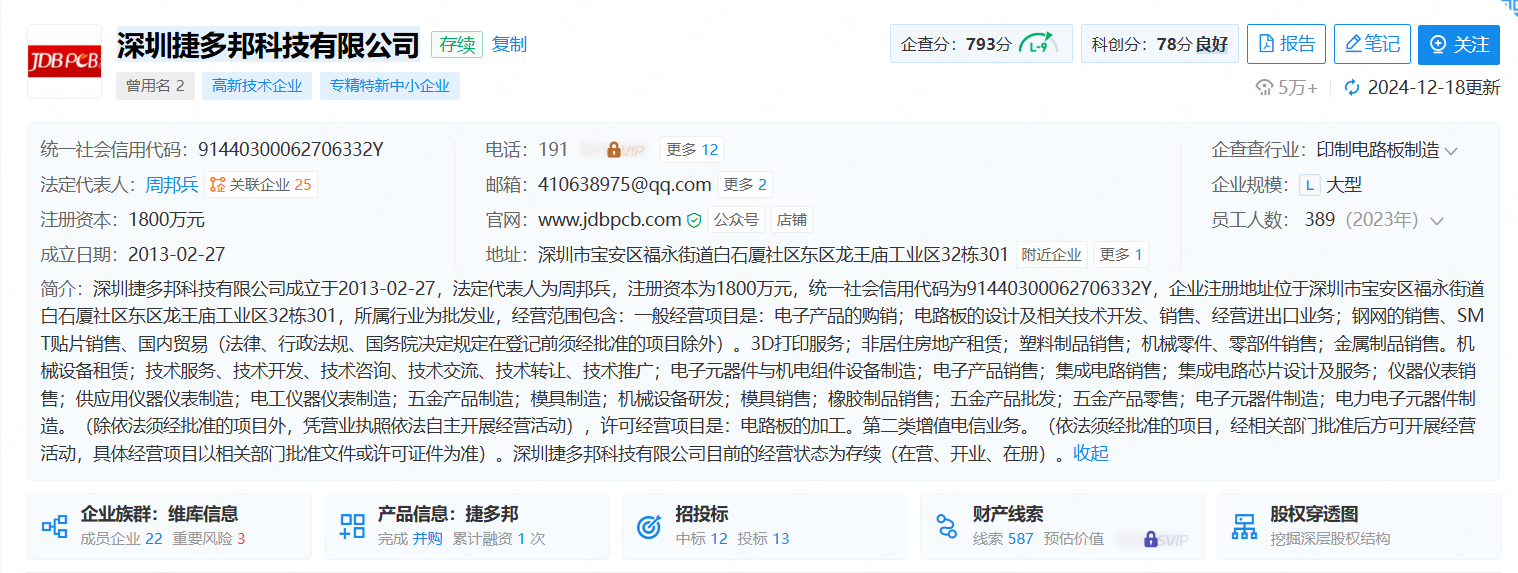 JDBPCB
深圳捷多邦科技有限公司 存续 复制
企查分：793分 L-9 科创分：78分 良好 报告 笔记 关注
曾用名 2 高新技术企业 专精特新中小企业
5万+ 2024-12-18更新
统一社会信用代码：91440300062706332Y 电话：191 VIP 更多 12 企查查行业：印制电路板制造
法定代表人：周邦兵 关联企业 25 邮箱：410638975@qq.com 更多 2 企业规模：L 大型
注册资本：1800万元 官网：www.jdbpcb.com 公众号 店铺 员工人数：389（2023年）
成立日期：2013-02-27 地址：深圳市宝安区福永街道白石厦社区东区龙王庙工业区32栋301 附近企业 更多 1
简介：深圳捷多邦科技有限公司成立于2013-02-27，法定代表人为周邦兵，注册资本为1800万元，统一社会信用代码为91440300062706332Y，企业注册地址位于深圳市宝安区福永街道
白石厦社区东区龙王庙工业区32栋301，所属行业为批发业，经营范围包含：一般经营项目是：电子产品的购销；电路板的设计及相关技术开发、销售、经营进出口业务；钢网的销售、SM
T贴片销售、国内贸易（法律、行政法规、国务院决定规定在登记前须经批准的项目除外）。3D打印服务；非居住房地产租赁；塑料制品销售；机械零件、零部件销售；金属制品销售。机
械设备租赁；技术服务、技术开发、技术咨询、技术交流、技术转让、技术推广；电子元器件与机电组件设备制造；电子产品销售；集成电路销售；集成电路芯片设计及服务；仪器仪表销
售；供应用仪器仪表制造；电工仪器仪表制造；五金产品制造；模具制造；机械设备研发；模具销售；橡胶制品销售；五金产品批发；五金产品零售；电子元器件制造；电力电子元器件制
造。（除依法须经批准的项目外，凭营业执照依法自主开展经营活动），许可经营项目是：电路板的加工。第二类增值电信业务。（依法须经批准的项目，经相关部门批准后方可开展经营
活动，具体经营项目以相关部门批准文件或许可证件为准）。深圳捷多邦科技有限公司目前的经营状态为存续（在营、开业、在册）。收起
企业族群：维库信息 产品信息：捷多邦 招投标 财产线索 股权穿透图
成员企业 22 重要风险 3 完成 并购 累计融资 1 次 中标 12 投标 13 线索 587 预估价值 SVIP 挖掘深层股权结构